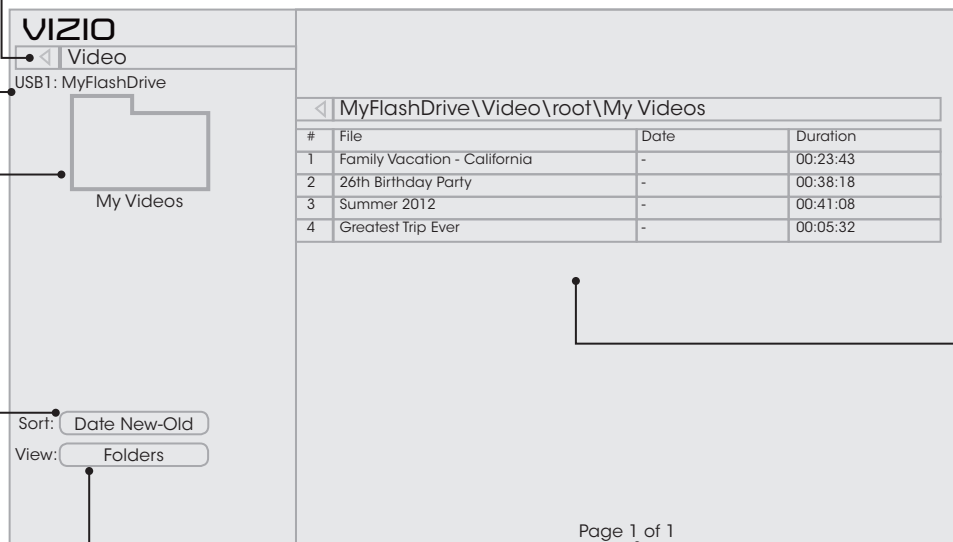 VIZIO
Video
USB1: MyFlashDrive
My Videos
Sort: Date New-Old
View: Folders
MyFlashDrive\Video\root\My Videos
# File Date Duration
1 Family Vacation - California - 00:23:43
2 26th Birthday Party - 00:38:18
3 Summer 2012 - 00:41:08
4 Greatest Trip Ever - 00:05:32
Page 1 of 1